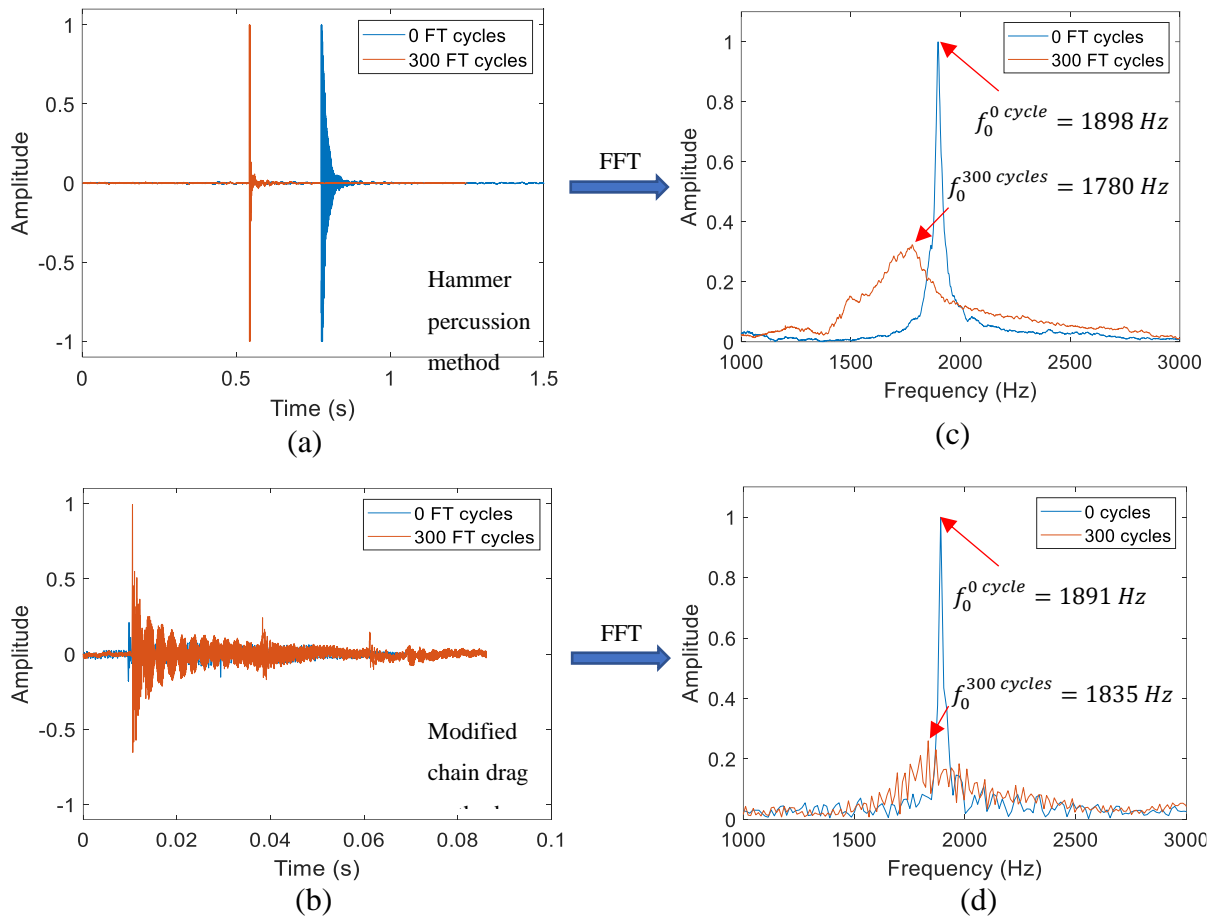 1
0.5
0
-0.5
-1
Amplitude
0 FT cycles
300 FT cycles
Hammer
percussion
method
0 0.5 1 1.5
Time (s)
(a)
FFT
1
0.8
0.6
0.4
0.2
0
Amplitude
0 FT cycles
300 FT cycles
f₀^{0 cycle} = 1898 Hz
f₀^{300 cycles} = 1780 Hz
1000 1500 2000 2500 3000
Frequency (Hz)
(c)
1
0.5
0
-0.5
-1
Amplitude
0 FT cycles
300 FT cycles
Modified
chain drag
0 0.02 0.04 0.06 0.08 0.1
Time (s)
(b)
FFT
1
0.8
0.6
0.4
0.2
0
Amplitude
0 cycles
300 cycles
f₀^{0 cycle} = 1891 Hz
f₀^{300 cycles} = 1835 Hz
1000 1500 2000 2500 3000
Frequency (Hz)
(d)